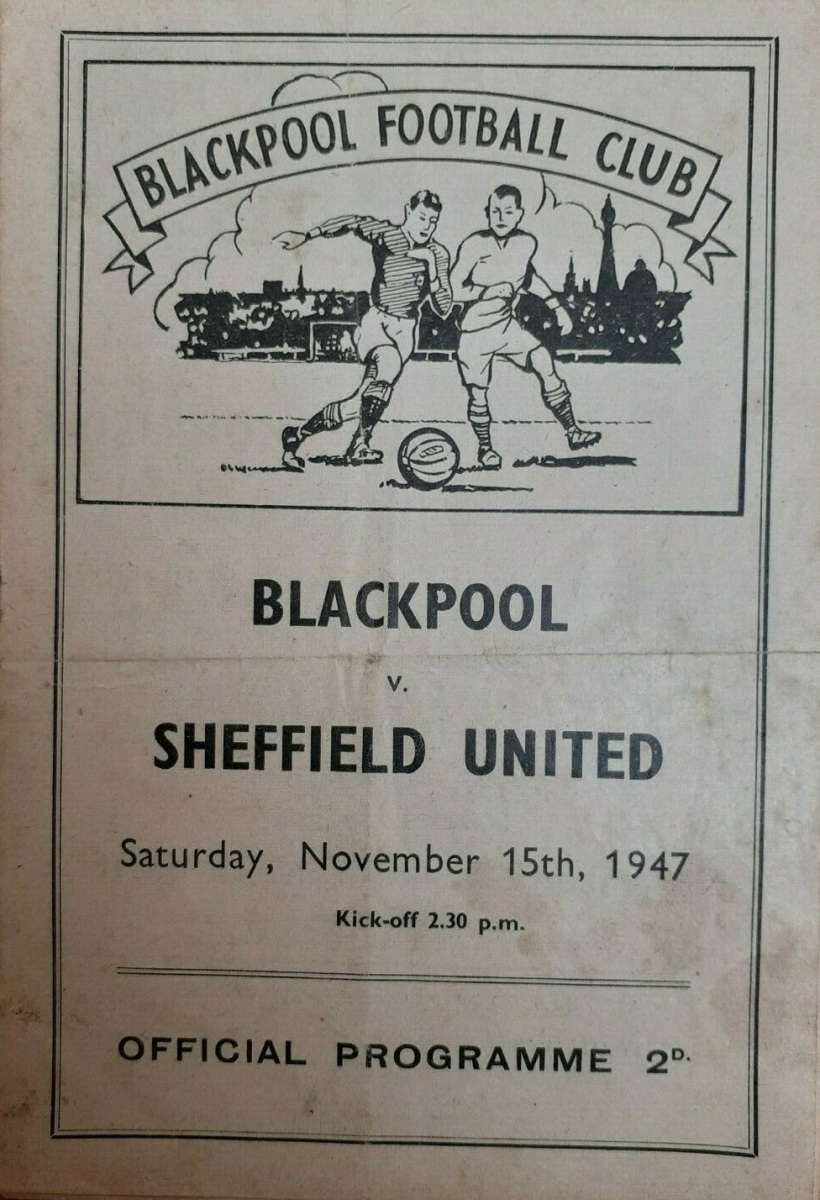 BLACKPOOL FOOTBALL CLUB
BLACKPOOL
v.
SHEFFIELD UNITED
Saturday, November 15th, 1947
Kick-off 2.30 p.m.
OFFICIAL PROGRAMME 2D.